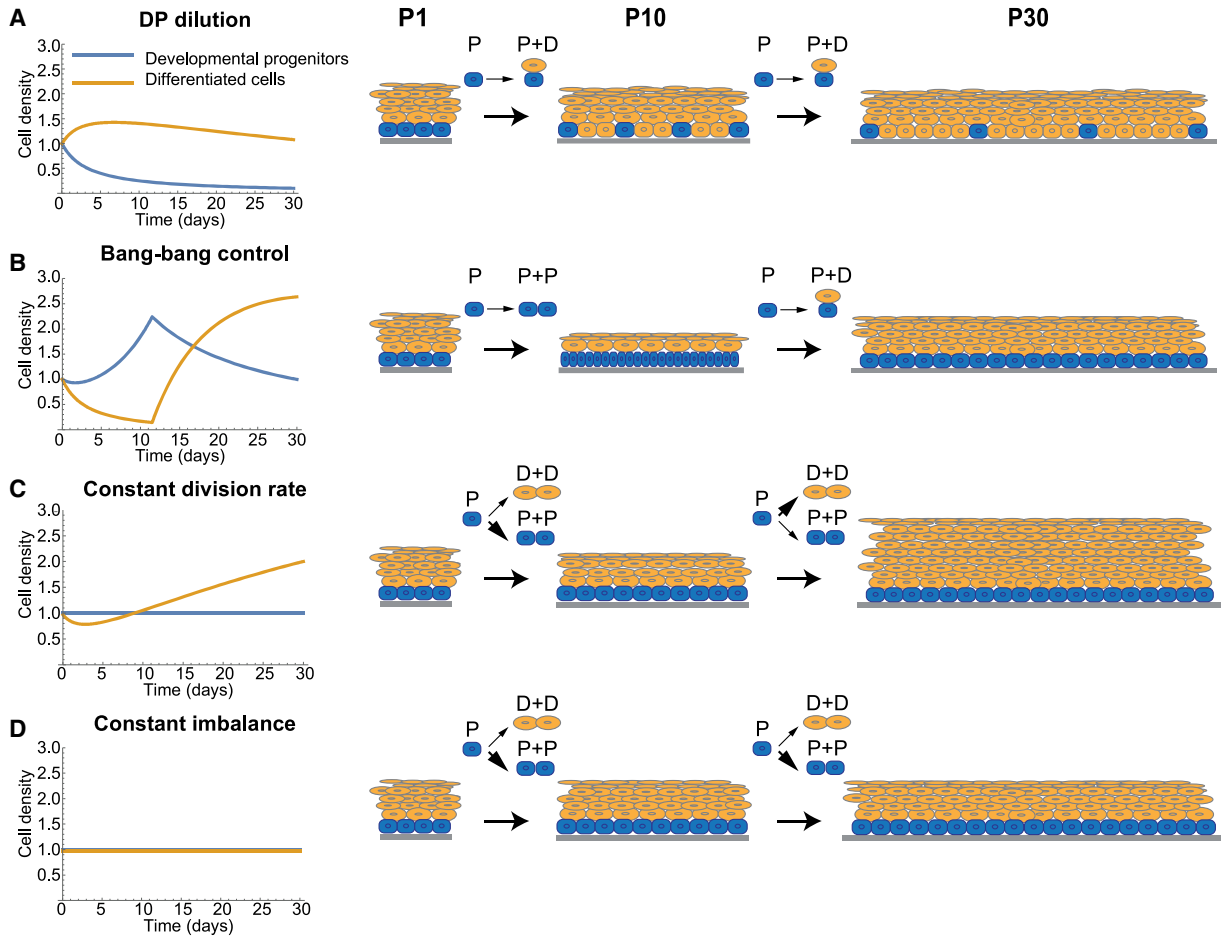 A
DP dilution
P1
P10
P30
3.0
2.5
2.0
1.5
1.0
0.5
Cell density
Developmental progenitors
Differentiated cells
0 5 10 15 20 25 30
Time (days)
P P+D
P P+D
B
Bang-bang control
3.0
2.5
2.0
1.5
1.0
0.5
Cell density
0 5 10 15 20 25 30
Time (days)
P P+P
P P+D
C
Constant division rate
3.0
2.5
2.0
1.5
1.0
0.5
Cell density
0 5 10 15 20 25 30
Time (days)
D+D
P
P+P
D+D
P
P+P
D
Constant imbalance
3.0
2.5
2.0
1.5
1.0
0.5
Cell density
0 5 10 15 20 25 30
Time (days)
D+D
P
P+P
D+D
P
P+P